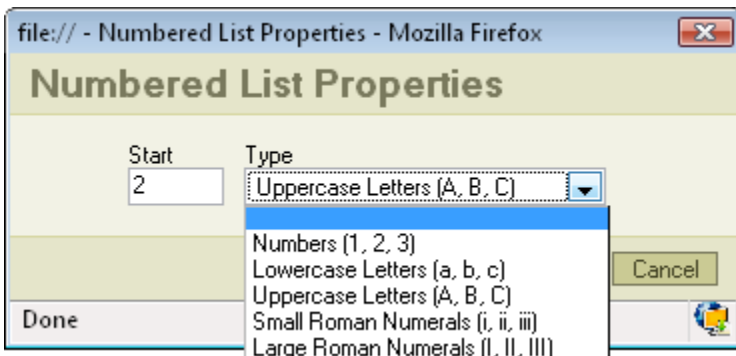 file:// - Numbered List Properties - Mozilla Firefox
Numbered List Properties
Start Type
2 Uppercase Letters (A, B, C)
Numbers (1, 2, 3)
Lowercase Letters (a, b, c)
Cancel
Uppercase Letters (A, B, C)
Done
Small Roman Numerals (i, ii, iii)
Large Roman Numerals (I, II, III)